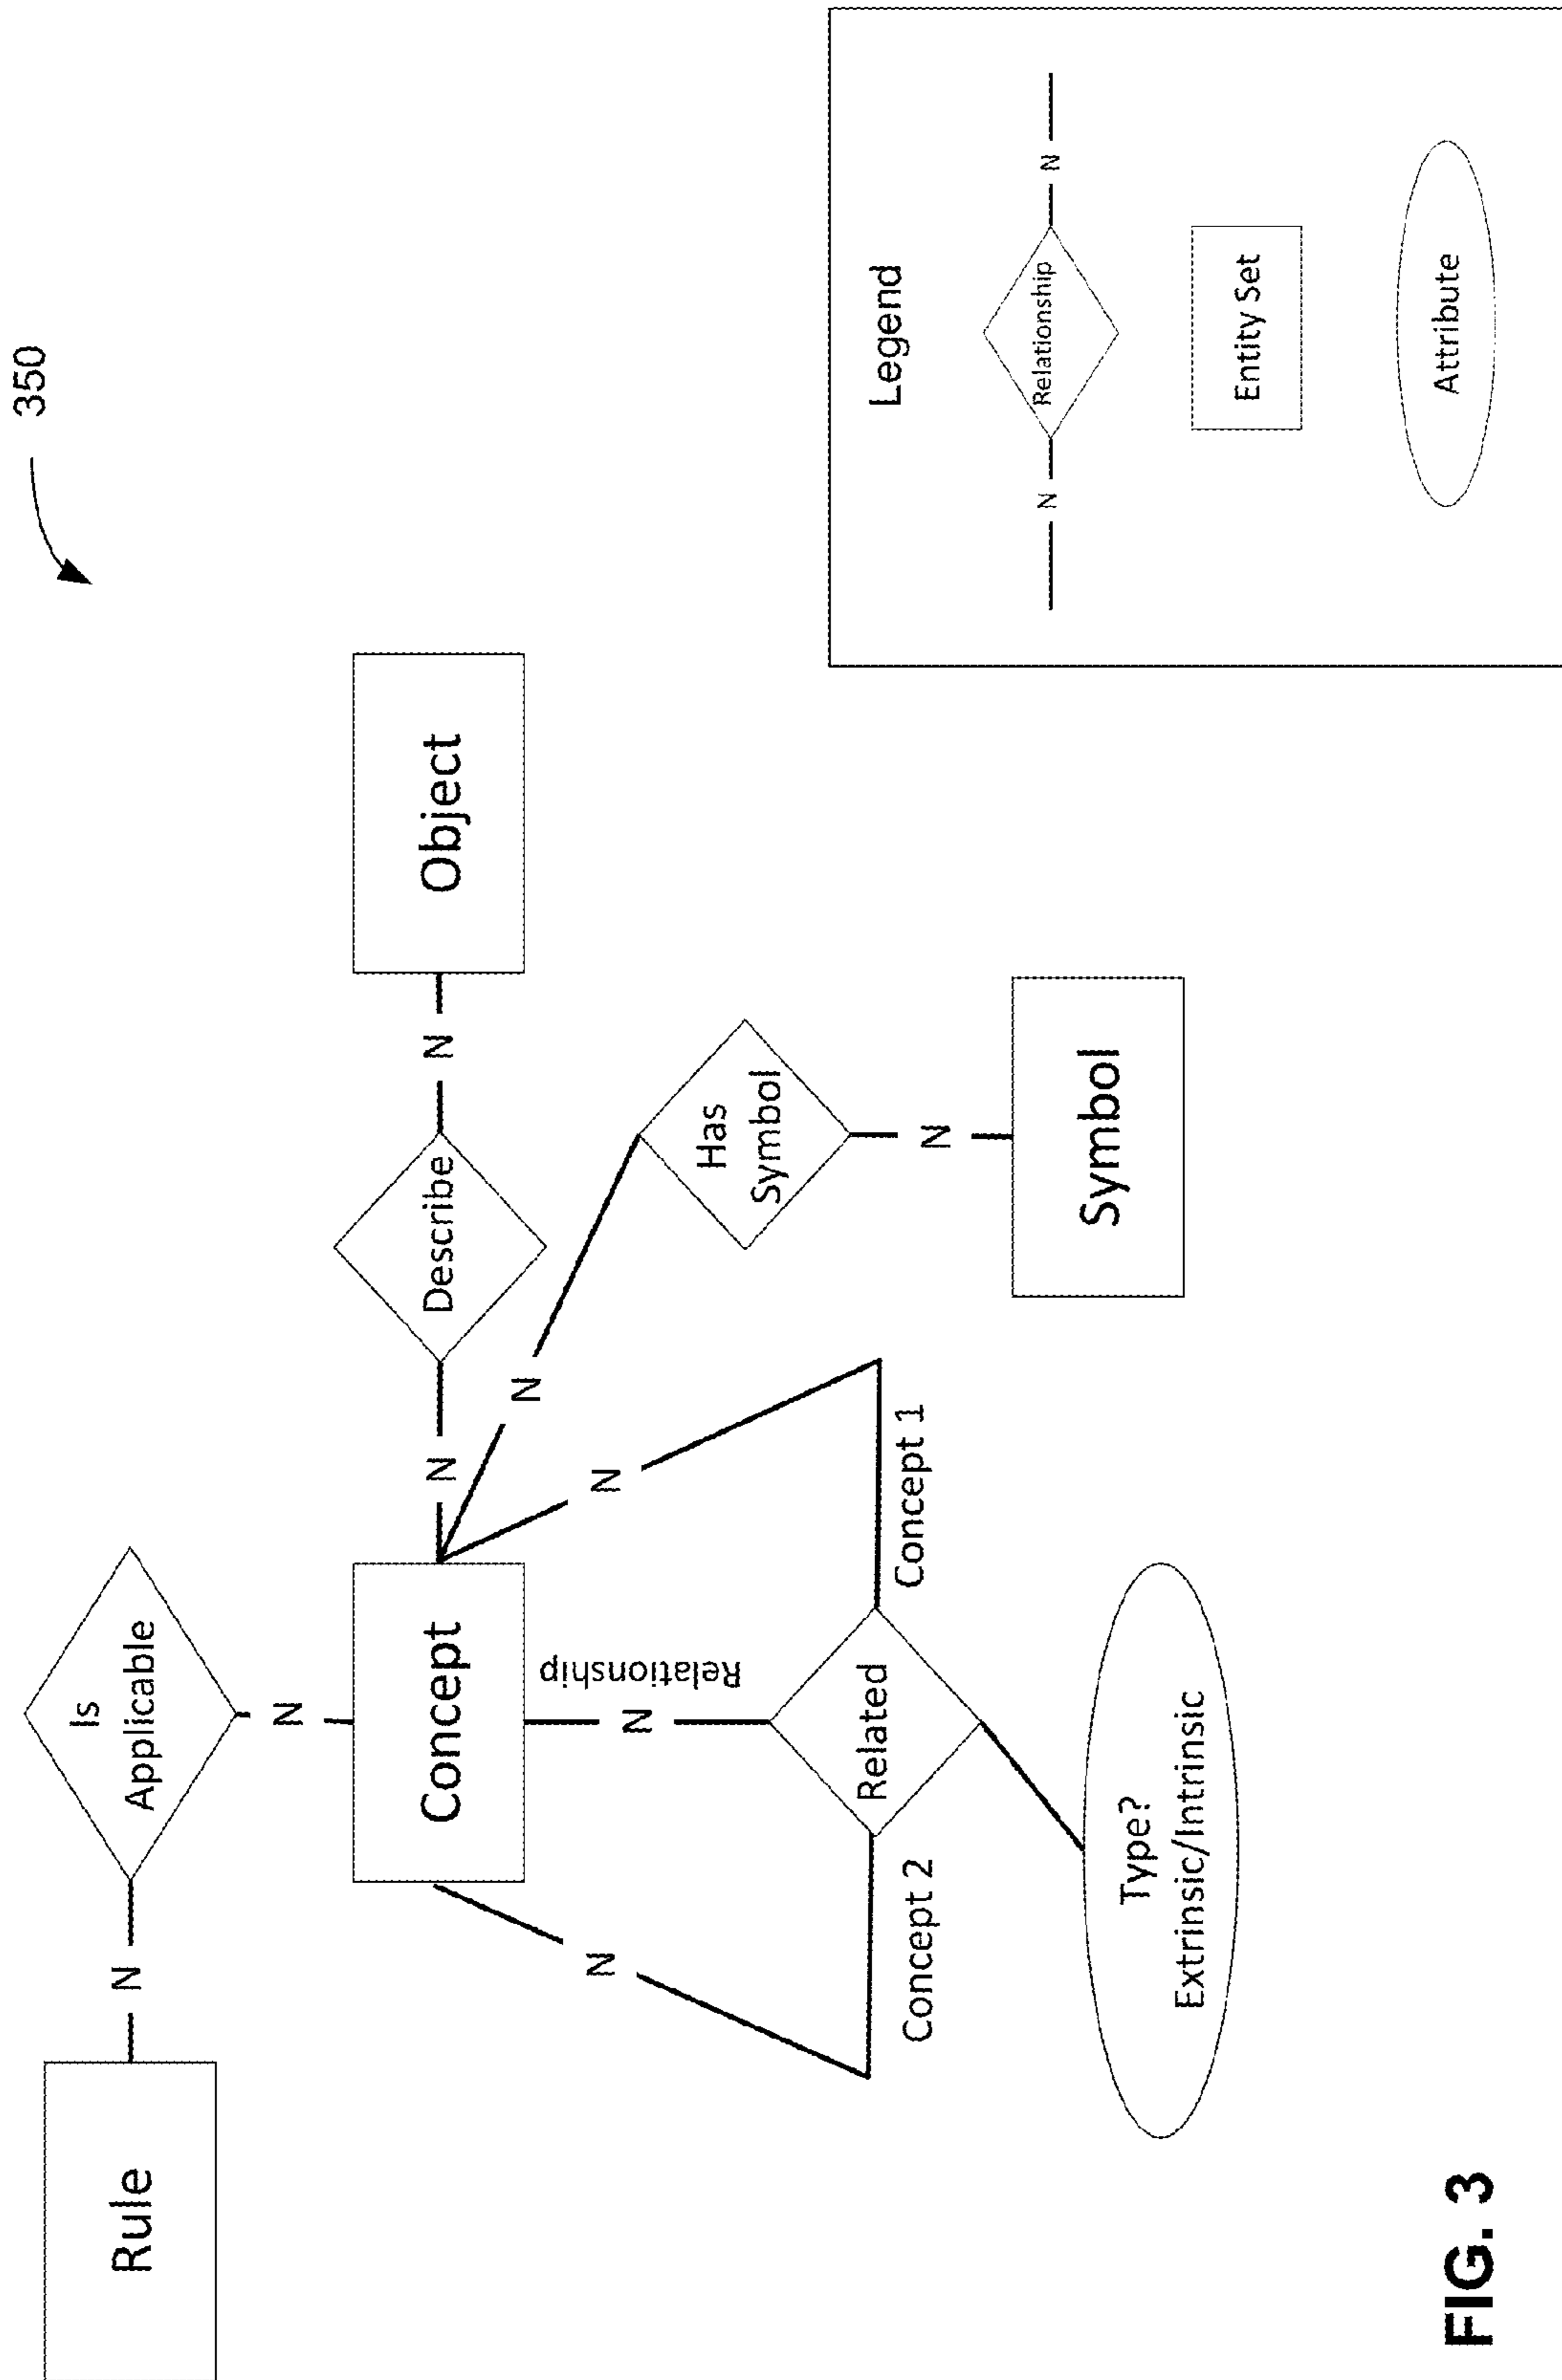 350
Rule
N
Is
Applicable
N
Concept
N
Describe
N
Object
N
Has
Symbol
N
Symbol
N
N
Relationship
N
Related
Concept 2
Concept 1
Type?
Extrinsic/Intrinsic
Legend
N
Relationship
N
Entity Set
Attribute
FIG. 3